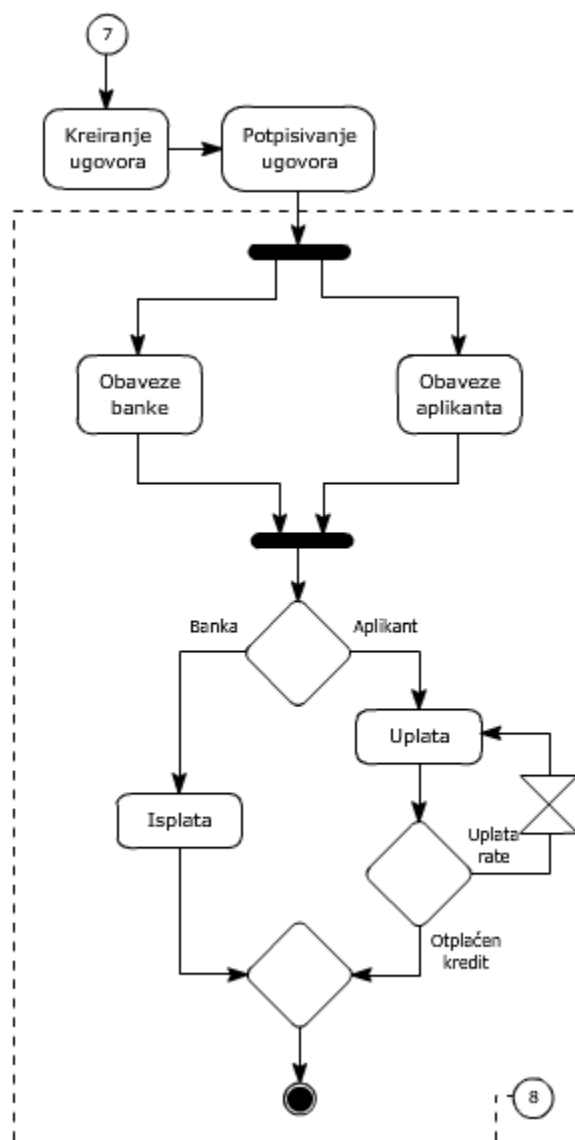 7
Kreiranje
ugovora
Potpisivanje
ugovora
Obaveze
banke
Obaveze
aplikanta
Banka
Aplikant
Uplata
Isplata
Uplata
rate
Otplaćen
kredit
8